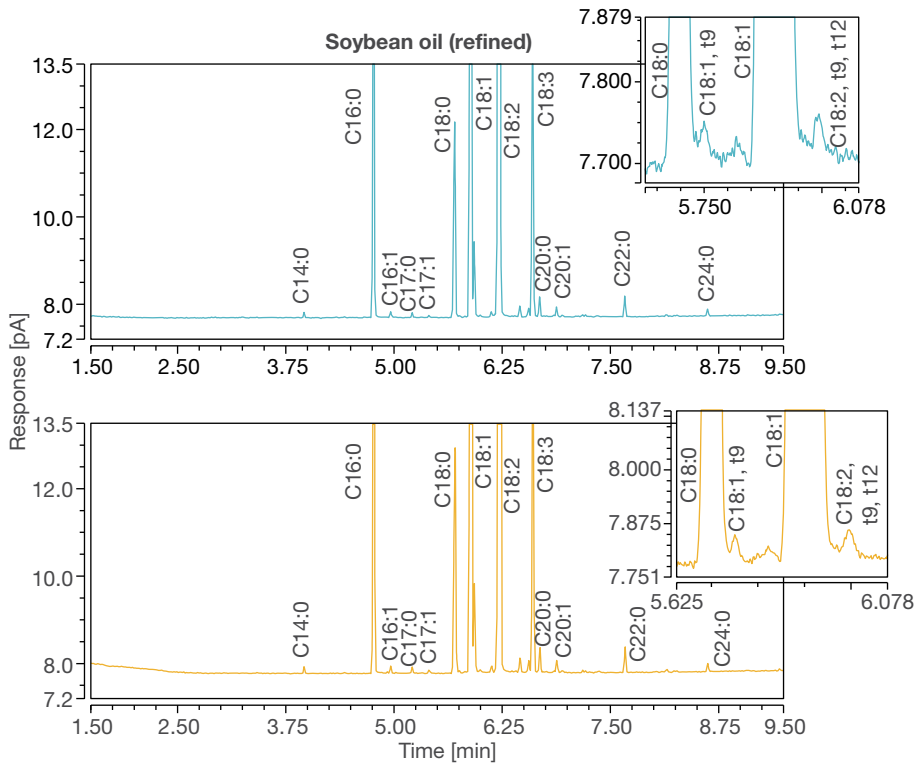 Soybean oil (refined)
Response [pA]
13.5
12.0
10.0
8.0
7.2
C14:0
C16:0
C16:1
C17:0
C17:1
C18:0
C18:1
C18:2
C18:3
C20:0
C20:1
C22:0
C24:0
1.50 2.50 3.75 5.00 6.25 7.50 8.75 9.50
7.879
7.800
7.700
C18:0
C18:1, t9
C18:1
C18:2, t9, t12
5.750 6.078
13.5
12.0
10.0
8.0
7.2
C14:0
C16:0
C16:1
C17:0
C17:1
C18:0
C18:1
C18:2
C18:3
C20:0
C20:1
C22:0
C24:0
1.50 2.50 3.75 5.00 6.25 7.50 8.75 9.50
Time [min]
8.137
8.000
7.875
7.751
C18:0
C18:1, t9
C18:1
C18:2,
t9, t12
5.625 6.078